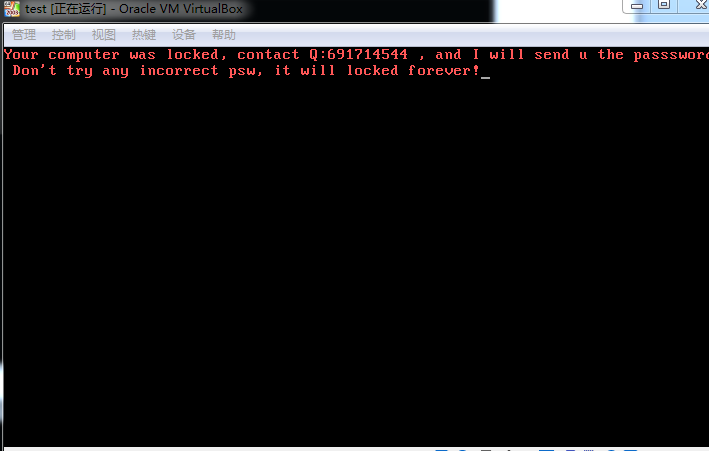 test [正在运行] - Oracle VM VirtualBox
管理 控制 视图 热键 设备 帮助
Your computer was locked, contact Q:691714544 , and I will send u the passsword
Don't try any incorrect psw, it will locked forever!_